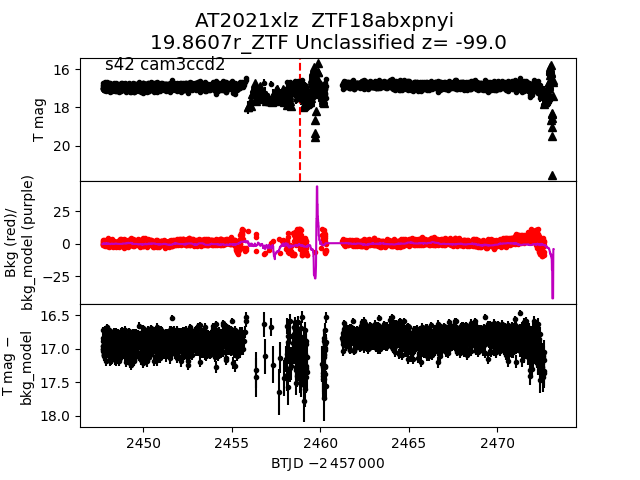 AT2021xlz  ZTF18abxpnyi
19.8607r_ZTF Unclassified z= -99.0
s42 cam3ccd2
T mag
16
18
20
Bkg (red)/
bkg_model (purple)
25
0
−25
T mag −
bkg_model
16.5
17.0
17.5
18.0
2450
2455
2460
2465
2470
BTJD −2 457 000